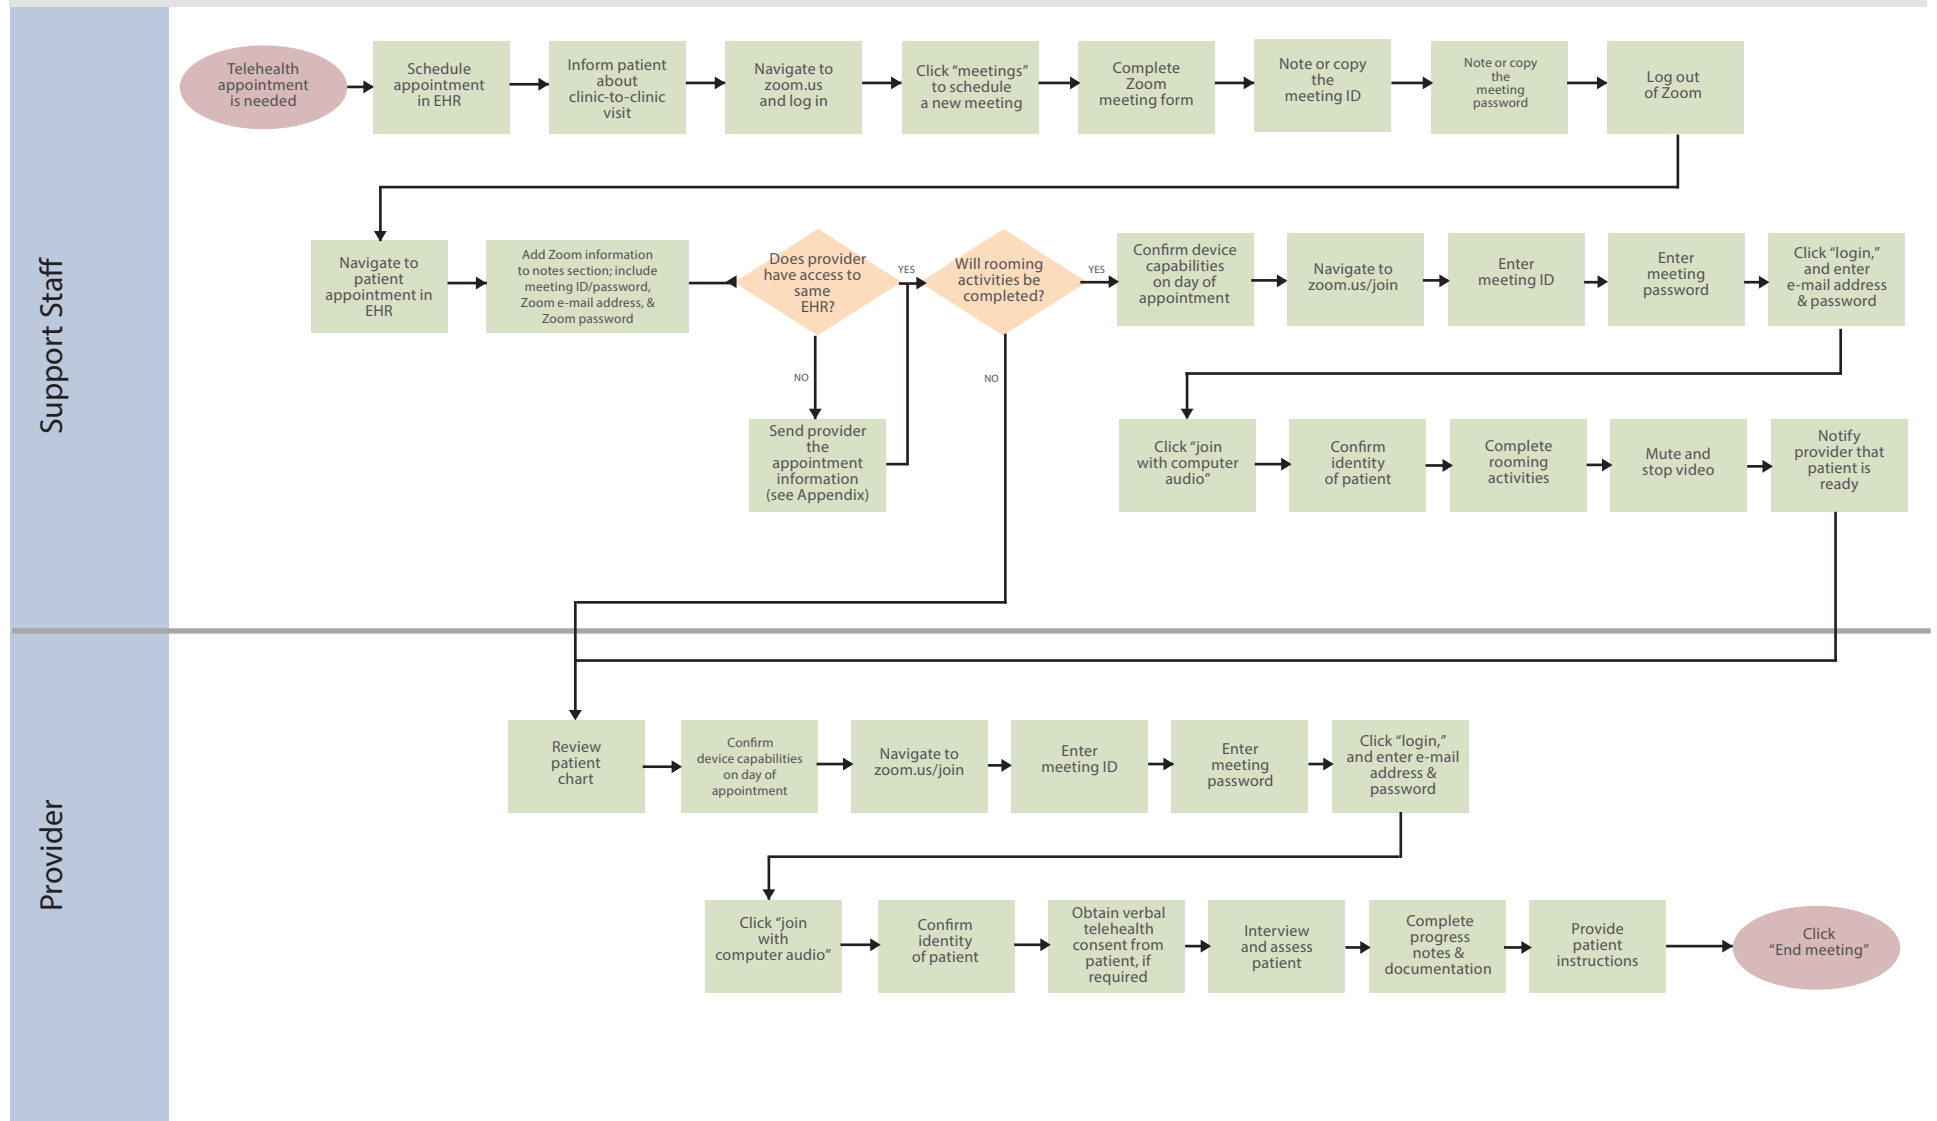 Support Staff
Telehealth
appointment
is needed
Schedule
appointment
in EHR
Inform patient
about
clinic-to-clinic
visit
Navigate to
zoom.us
and log in
Click “meetings”
to schedule
a new meeting
Complete
Zoom
meeting form
Note or copy
the
meeting ID
Note or copy
the
meeting
password
Log out
of Zoom
Navigate to
patient
appointment in
EHR
Add Zoom information
to notes section; include
meeting ID/password,
Zoom e-mail address, &
Zoom password
Does provider
have access to
same
EHR?
YES
NO
Send provider
the
appointment
information
(see Appendix)
Will rooming
activities be
completed?
YES
NO
Confirm device
capabilities
on day of
appointment
Navigate to
zoom.us/join
Enter
meeting ID
Enter
meeting
password
Click “login,”
and enter
e-mail address
& password
Click “join
with computer
audio”
Confirm
identity
of patient
Complete
rooming
activities
Mute and
stop video
Notify
provider that
patient is
ready
Provider
Review
patient
chart
Confirm
device capabilities
on day of
appointment
Navigate to
zoom.us/join
Enter
meeting ID
Enter
meeting
password
Click “login,”
and enter e-mail
address &
password
Click “join
with
computer audio”
Confirm
identity
of patient
Obtain verbal
telehealth
consent from
patient, if
required
Interview
and assess
patient
Complete
progress
notes &
documentation
Provide
patient
instructions
Click
“End meeting”